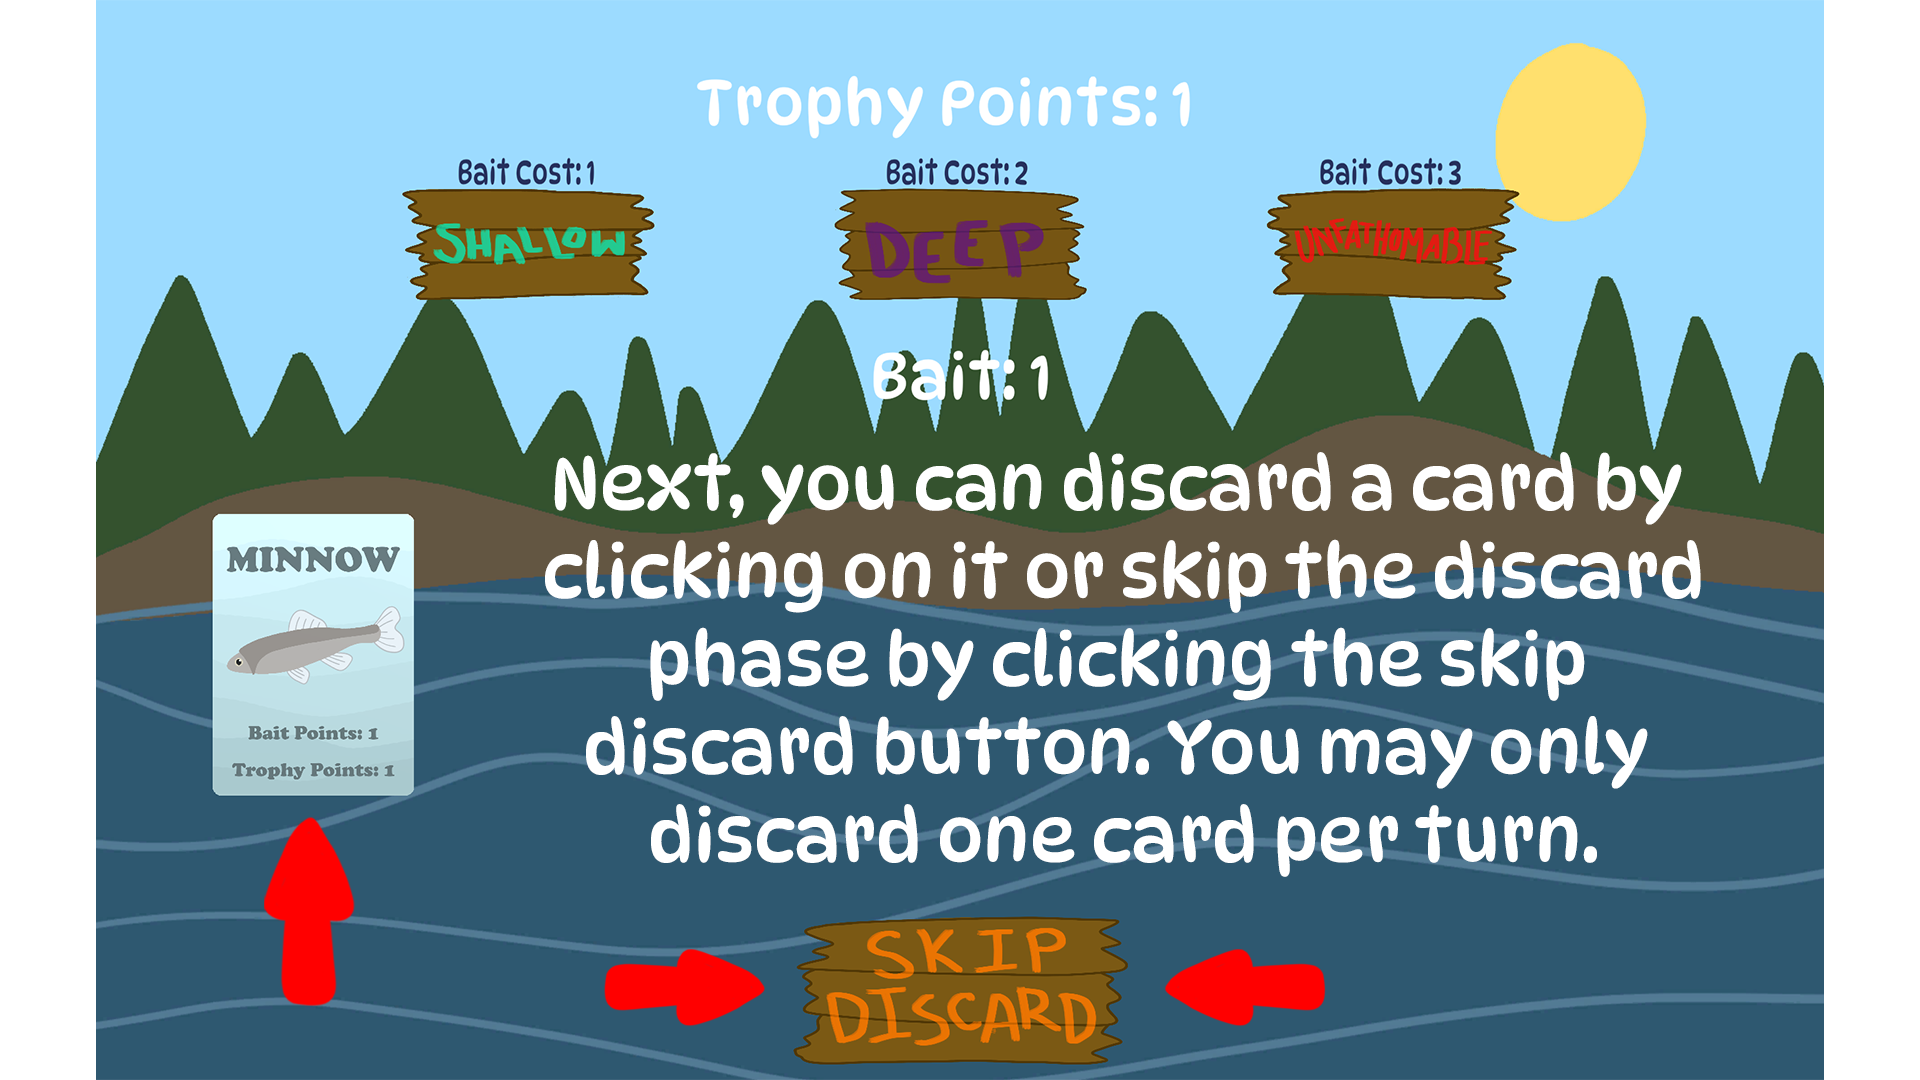 Trophy Points: 1
Bait Cost: 1
Bait Cost: 2
Bait Cost: 3
SHALLOW
DEEP
UNFATHOMABLE
Bait: 1
Next, you can discard a card by
clicking on it or skip the discard
phase by clicking the skip
discard button. You may only
discard one card per turn.
MINNOW
Bait Points: 1
Trophy Points: 1
SKIP
DISCARD